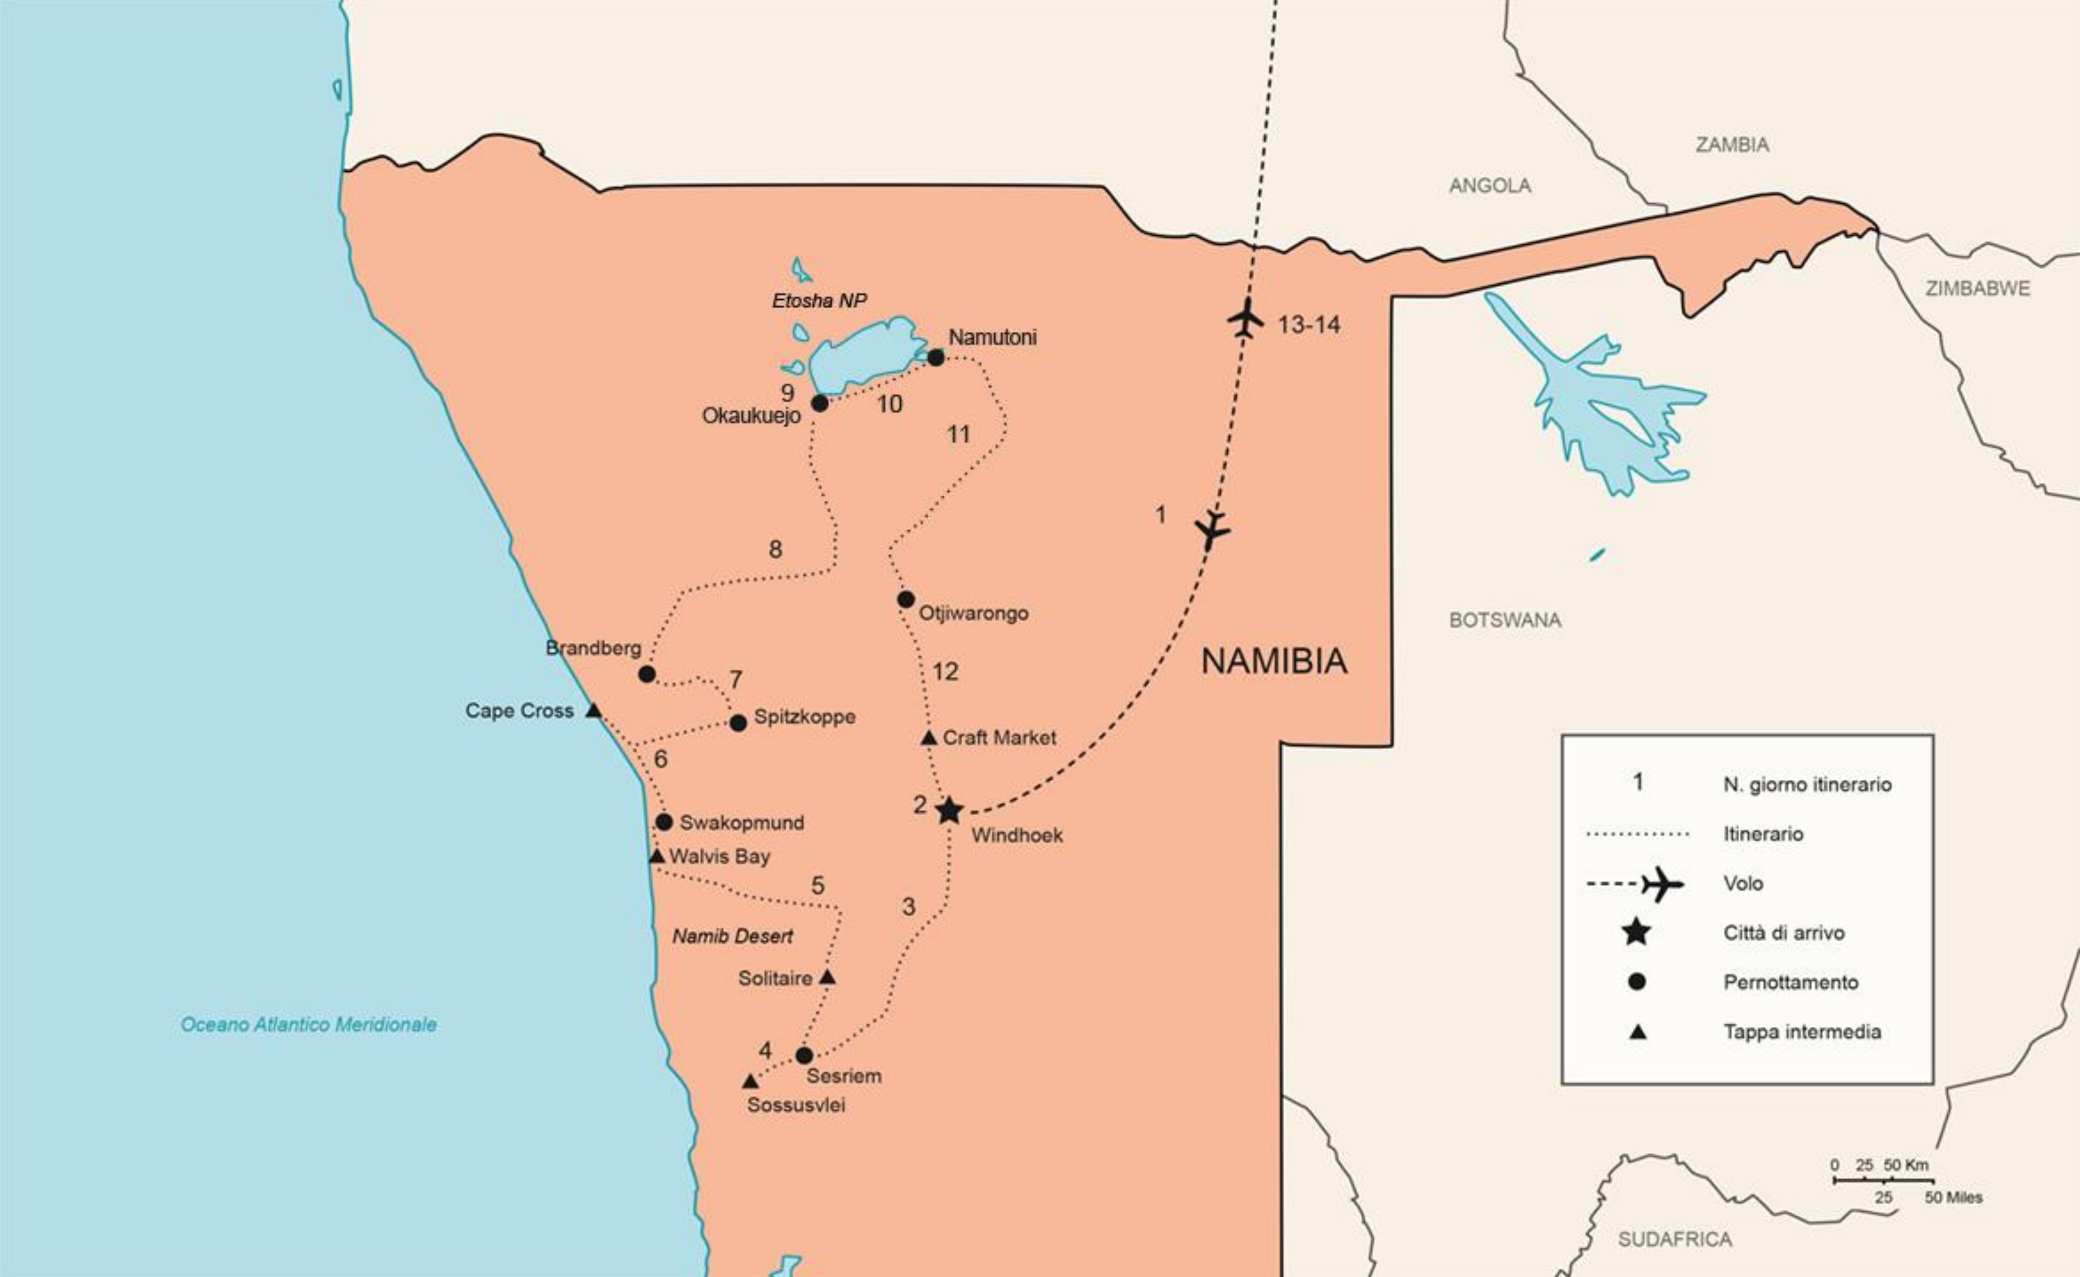 ZAMBIA
ANGOLA
ZIMBABWE
Etosha NP
Namutoni
13-14
9
10
Okaukuejo
11
1
8
Otjiwarongo
BOTSWANA
Brandberg
NAMIBIA
12
7
Cape Cross
Spitzkoppe
Craft Market
6
2
Swakopmund
Windhoek
Walvis Bay
5
3
Namib Desert
Solitaire
Oceano Atlantico Meridionale
4
Sesriem
Sossusvlei
1 N. giorno itinerario
Itinerario
Volo
Città di arrivo
Pernottamento
Tappa intermedia
0 25 50 Km
25 50 Miles
SUDAFRICA